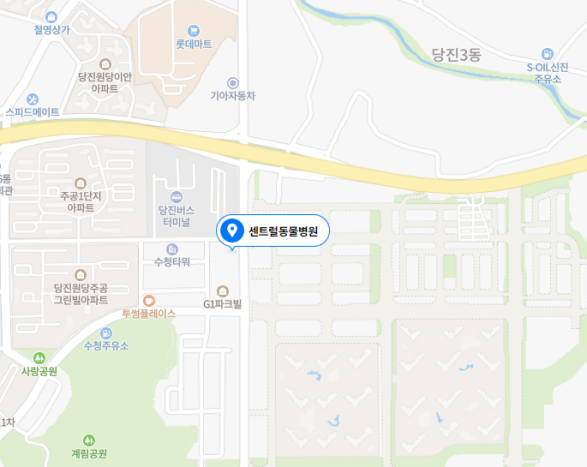 철영상가
롯데마트
당진3동
S-OIL신진
주유소
당진원당이안
아파트
기아자동차
스피드메이트
주공1단지
아파트
당진버스
터미널
센트럴동물병원
수청타워
당진원당주공
그린빌아파트
G1파크빌
투썸플레이스
수청주유소
사랑공원
1차
계림공원